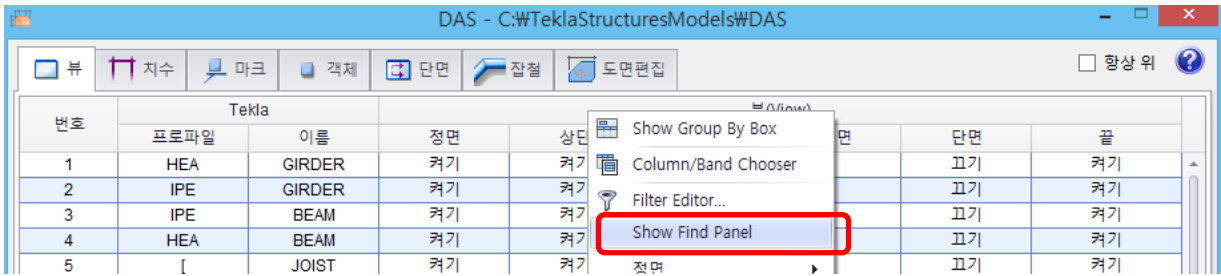 DAS - C:₩TeklaStructuresModels₩DAS
뷰 치수 마크 객체 단면 잡철 도면편집 항상 위
번호 Tekla 뷰(View)
프로파일 이름 정면 상단 면 단면 끝
1 HEA GIRDER 켜기 켜기 끄기 켜기
2 IPE GIRDER 켜기 켜기 끄기 켜기
3 IPE BEAM 켜기 켜기 끄기 켜기
4 HEA BEAM 켜기 켜기 끄기 켜기
5 [ JOIST 켜기 켜기 끄기 켜기
Show Group By Box
Column/Band Chooser
Filter Editor...
Show Find Panel
정면